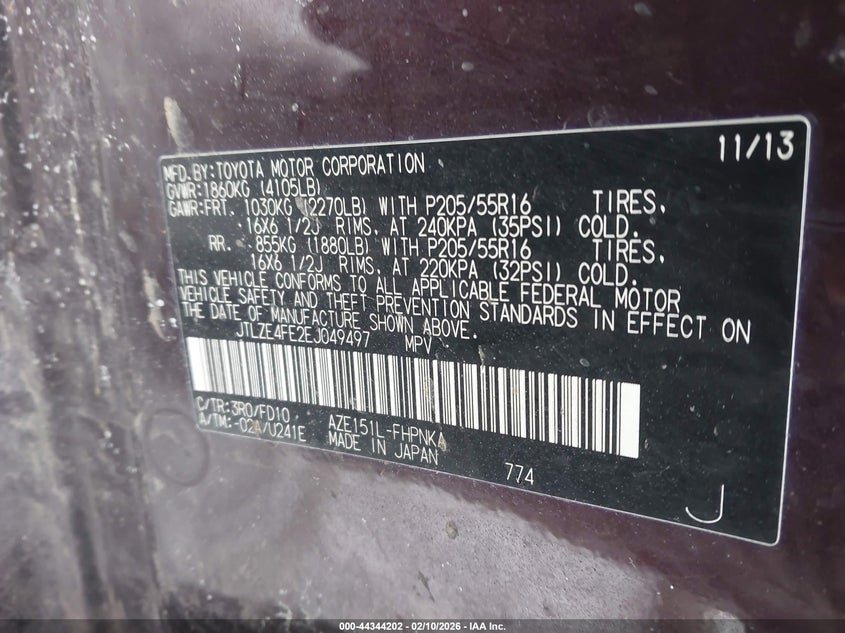 11/13
MFD.BY:TOYOTA MOTOR CORPORATION
GVWR:1860KG (4105LB)
GAWR:FRT. 1030KG (2270LB) WITH P205/55R16 TIRES,
16X6 1/2J RIMS. AT 240KPA (35PSI) COLD.
RR. 855KG (1880LB) WITH P205/55R16 TIRES,
16X6 1/2J RIMS. AT 220KPA (32PSI) COLD.
THIS VEHICLE CONFORMS TO ALL APPLICABLE FEDERAL MOTOR
VEHICLE SAFETY AND THEFT PREVENTION STANDARDS IN EFFECT ON
THE DATE OF MANUFACTURE SHOWN ABOVE.
JTLZE4FE2EJ049497 MPV
C/TR:3R0/FD10 AZE151L-FHPNKA
A/TM:-02A/U241E MADE IN JAPAN
774
J
000-44344202 - 02/10/2026 - IAA Inc.